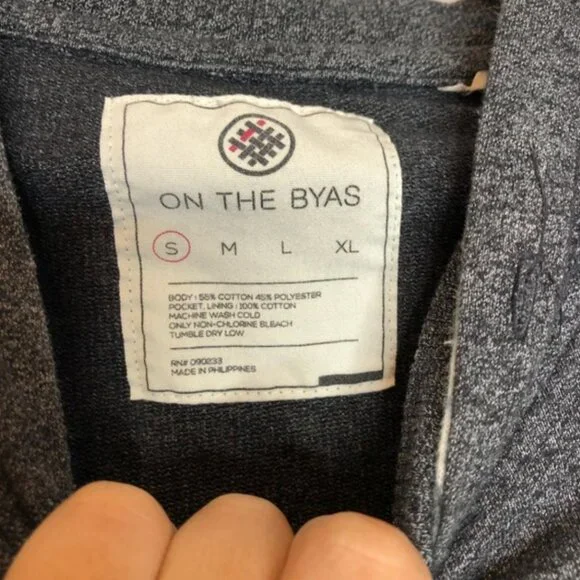 ON THE BYAS
S M L XL
BODY : 55% COTTON 45% POLYESTER
POCKET, LINING : 100% COTTON
MACHINE WASH COLD
ONLY NON-CHLORINE BLEACH
TUMBLE DRY LOW
RN# 090233
MADE IN PHILIPPINES